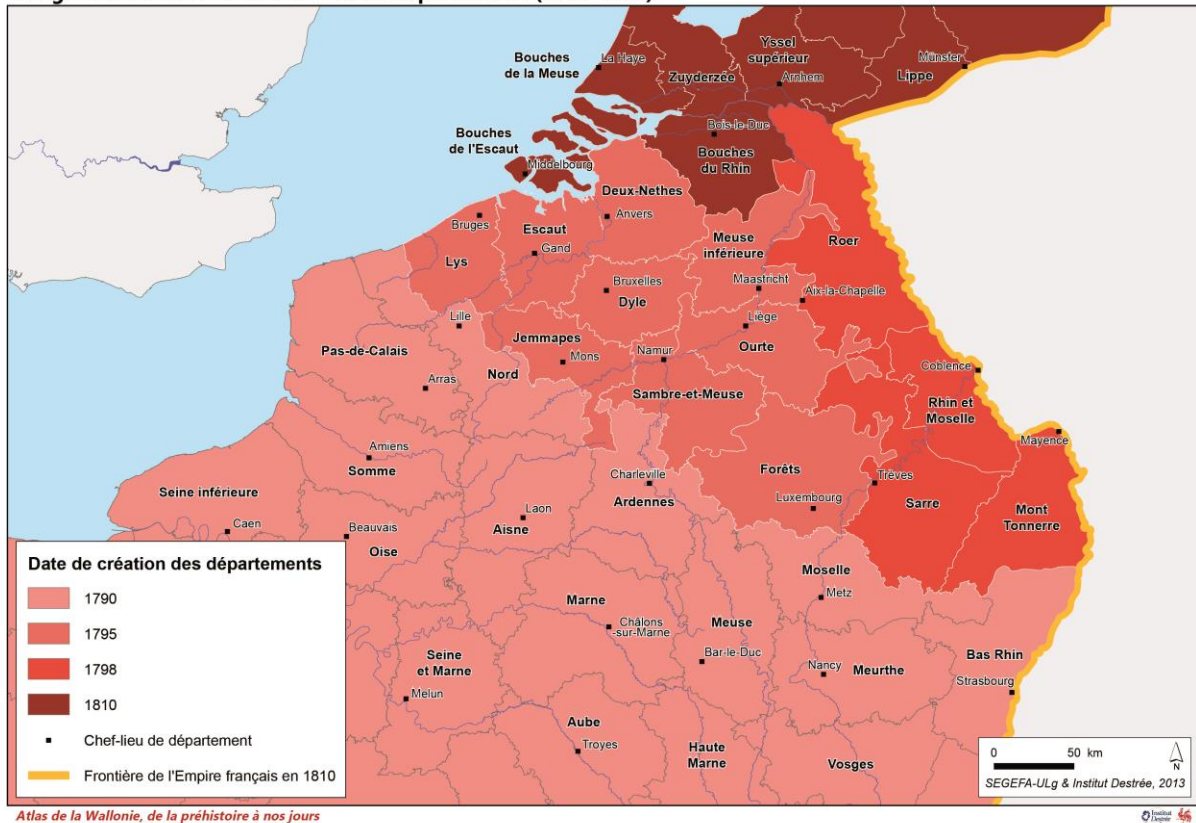 Bouches
de la Meuse
La Haye
Zuyderzée
Yssel
supérieur
Arnhem
Münster
Lippe
Bouches
de l'Escaut
Middelbourg
Bois-le-Duc
Bouches
du Rhin
Deux-Nethes
Anvers
Bruges
Escaut
Gand
Lys
Meuse
inférieure
Roer
Bruxelles
Dyle
Maastricht
Aix-la-Chapelle
Lille
Jemmapes
Mons
Namur
Liège
Ourte
Pas-de-Calais
Arras
Nord
Sambre-et-Meuse
Coblence
Rhin et
Moselle
Mayence
Amiens
Somme
Charleville
Ardennes
Forêts
Luxembourg
Trèves
Sarre
Mont
Tonnerre
Seine inférieure
Caen
Beauvais
Oise
Laon
Aisne
Moselle
Metz
Marne
Châlons
-sur-Marne
Meuse
Bar-le-Duc
Nancy
Meurthe
Bas Rhin
Strasbourg
Seine
et Marne
Melun
Aube
Troyes
Haute
Marne
Vosges
Date de création des départements
1790
1795
1798
1810
Chef-lieu de département
Frontière de l'Empire français en 1810
0 50 km
N
SEGEFA-ULg & Institut Destrée, 2013
Atlas de la Wallonie, de la préhistoire à nos jours
Institut
Destrée